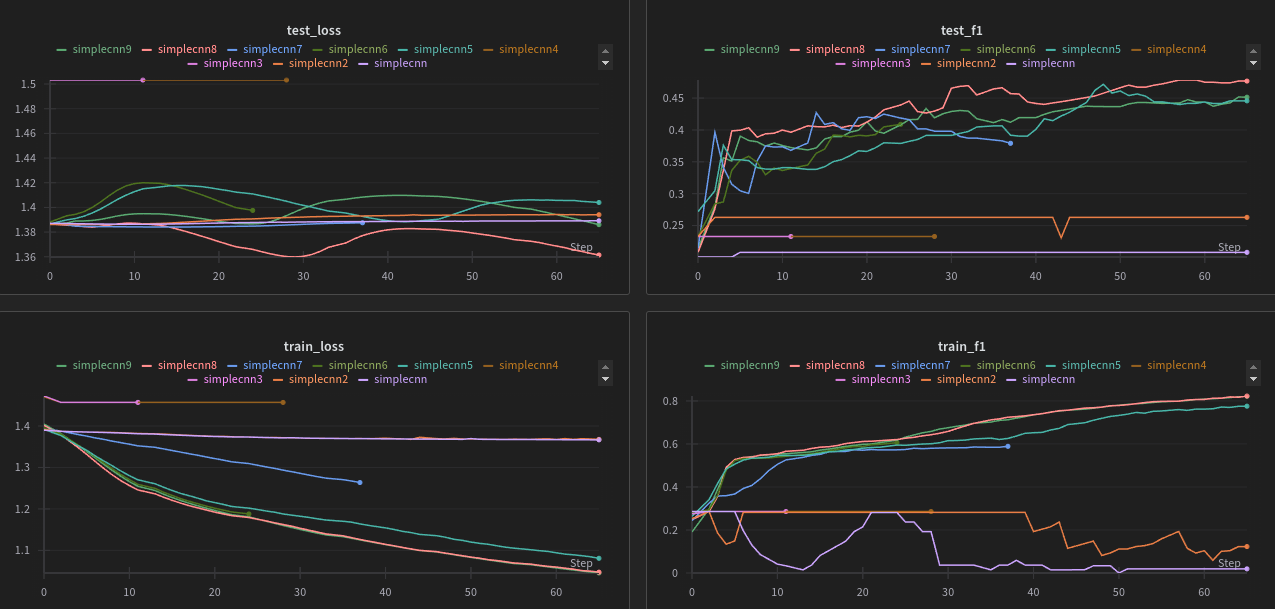 test_loss
simplecnn9 simplecnn8 simplecnn7 simplecnn6 simplecnn5 simplecnn4
simplecnn3 simplecnn2 simplecnn
1.5
1.48
1.46
1.44
1.42
1.4
1.38
1.36
Step
0 10 20 30 40 50 60
test_f1
simplecnn9 simplecnn8 simplecnn7 simplecnn6 simplecnn5 simplecnn4
simplecnn3 simplecnn2 simplecnn
0.45
0.4
0.35
0.3
0.25
Step
0 10 20 30 40 50 60
train_loss
simplecnn9 simplecnn8 simplecnn7 simplecnn6 simplecnn5 simplecnn4
simplecnn3 simplecnn2 simplecnn
1.4
1.3
1.2
1.1
Step
0 10 20 30 40 50 60
train_f1
simplecnn9 simplecnn8 simplecnn7 simplecnn6 simplecnn5 simplecnn4
simplecnn3 simplecnn2 simplecnn
0.8
0.6
0.4
0.2
0
Step
0 10 20 30 40 50 60